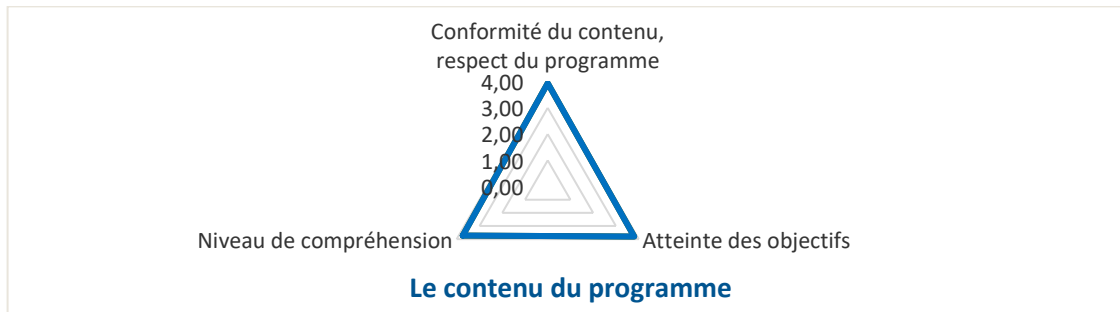 Conformité du contenu,
respect du programme
4,00
3,00
2,00
1,00
0,00
Niveau de compréhension
Atteinte des objectifs
Le contenu du programme